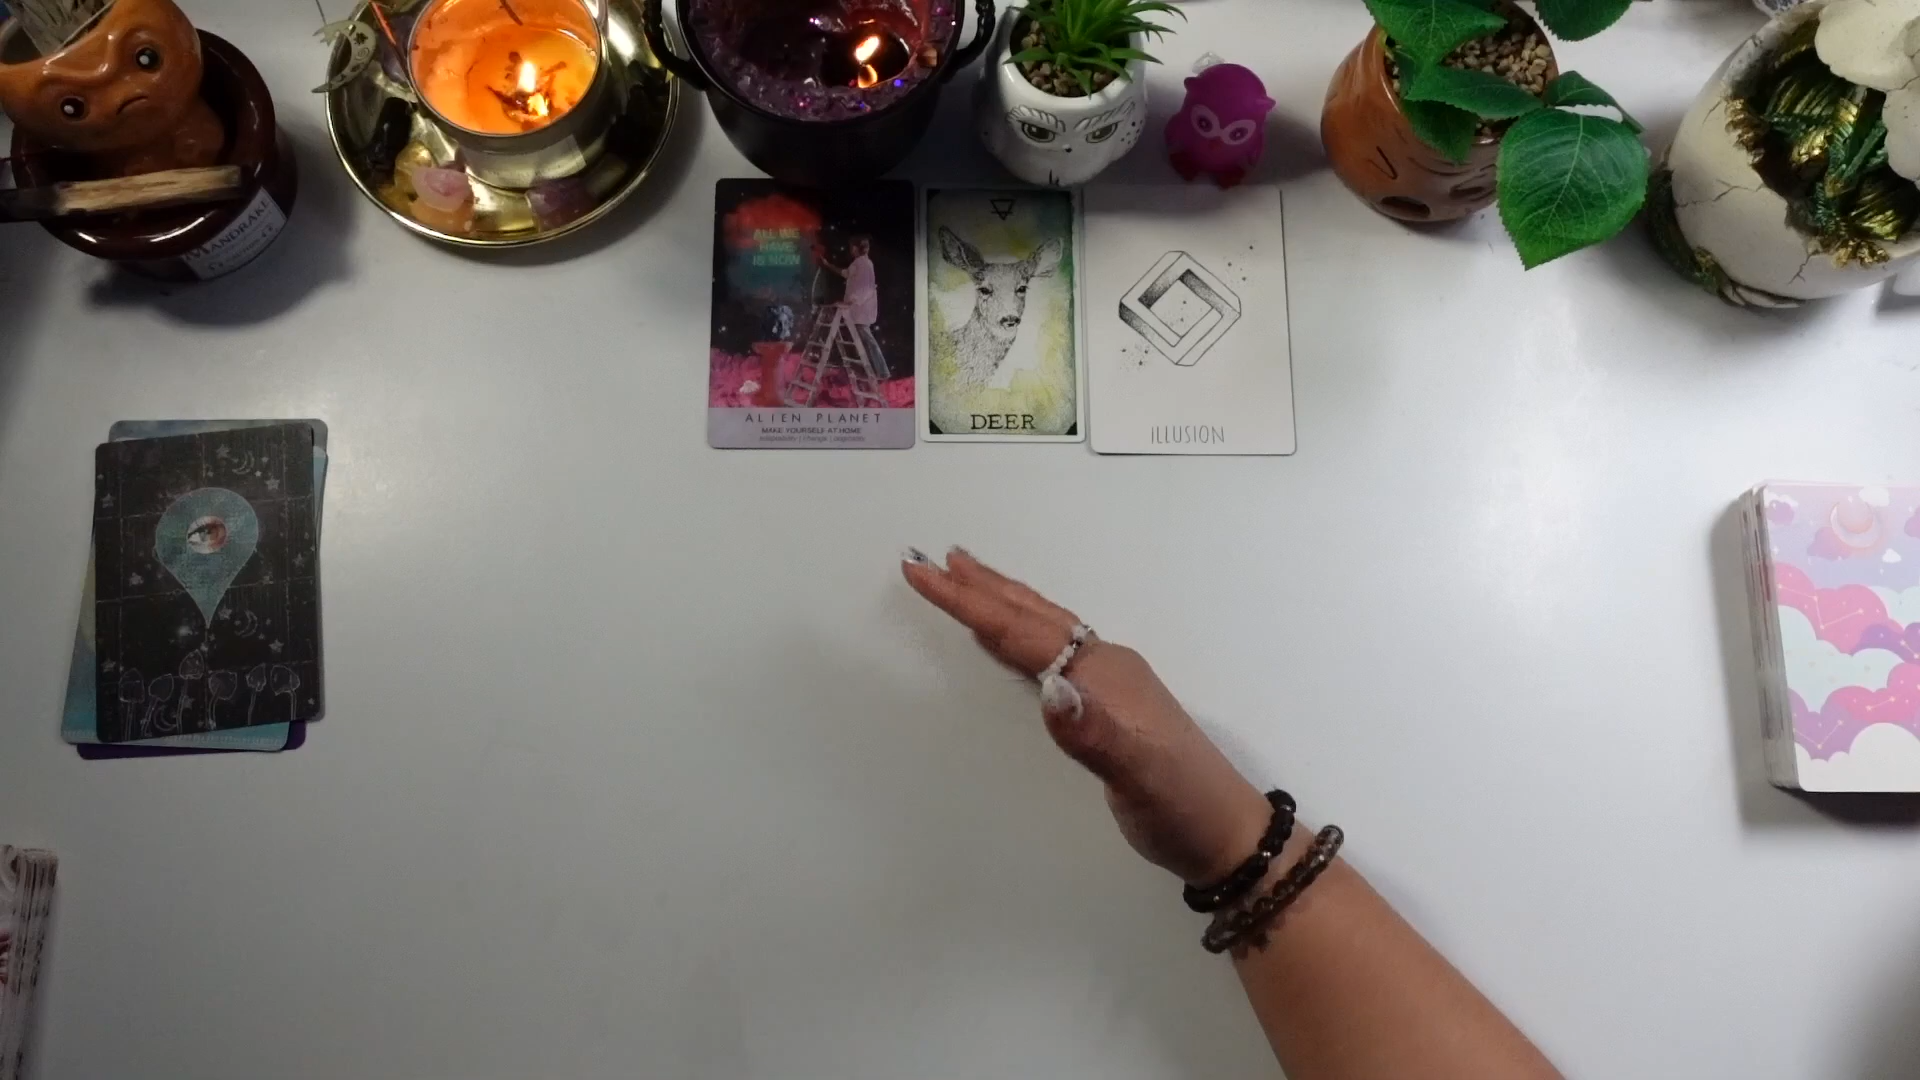 MANDRAKE
ALL WE
HAVE
IS NOW
ALIEN PLANET
MAKE YOURSELF AT HOME
DEER
ILLUSION